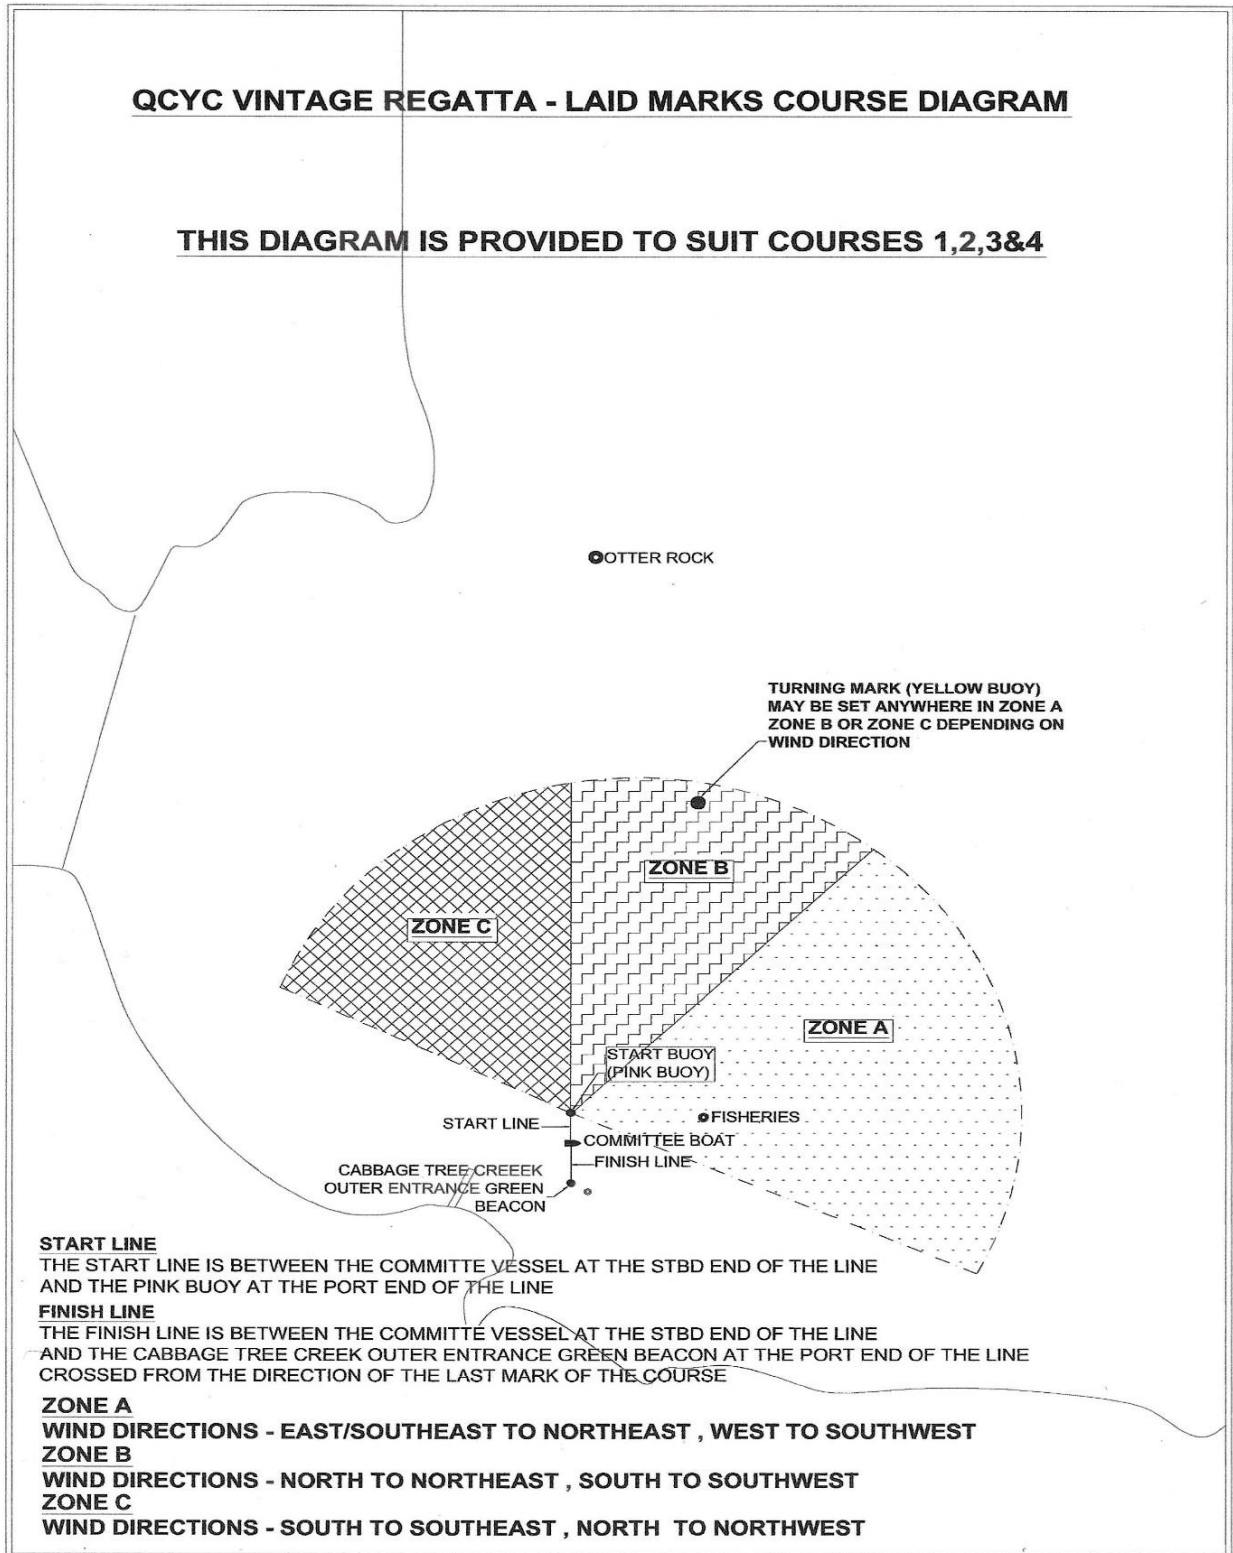 QCYC VINTAGE REGATTA - LAID MARKS COURSE DIAGRAM
THIS DIAGRAM IS PROVIDED TO SUIT COURSES 1,2,3&4
OTTER ROCK
TURNING MARK (YELLOW BUOY)
MAY BE SET ANYWHERE IN ZONE A
ZONE B OR ZONE C DEPENDING ON
WIND DIRECTION
ZONE B
ZONE C
ZONE A
START BUOY
(PINK BUOY)
FISHERIES
START LINE
COMMITTEE BOAT
FINISH LINE
CABBAGE TREE CREEEK
OUTER ENTRANCE GREEN
BEACON
START LINE
THE START LINE IS BETWEEN THE COMMITTE VESSEL AT THE STBD END OF THE LINE
AND THE PINK BUOY AT THE PORT END OF THE LINE
FINISH LINE
THE FINISH LINE IS BETWEEN THE COMMITTE VESSEL AT THE STBD END OF THE LINE
AND THE CABBAGE TREE CREEK OUTER ENTRANCE GREEN BEACON AT THE PORT END OF THE LINE
CROSSED FROM THE DIRECTION OF THE LAST MARK OF THE COURSE
ZONE A
WIND DIRECTIONS - EAST/SOUTHEAST TO NORTHEAST , WEST TO SOUTHWEST
ZONE B
WIND DIRECTIONS - NORTH TO NORTHEAST , SOUTH TO SOUTHWEST
ZONE C
WIND DIRECTIONS - SOUTH TO SOUTHEAST , NORTH TO NORTHWEST